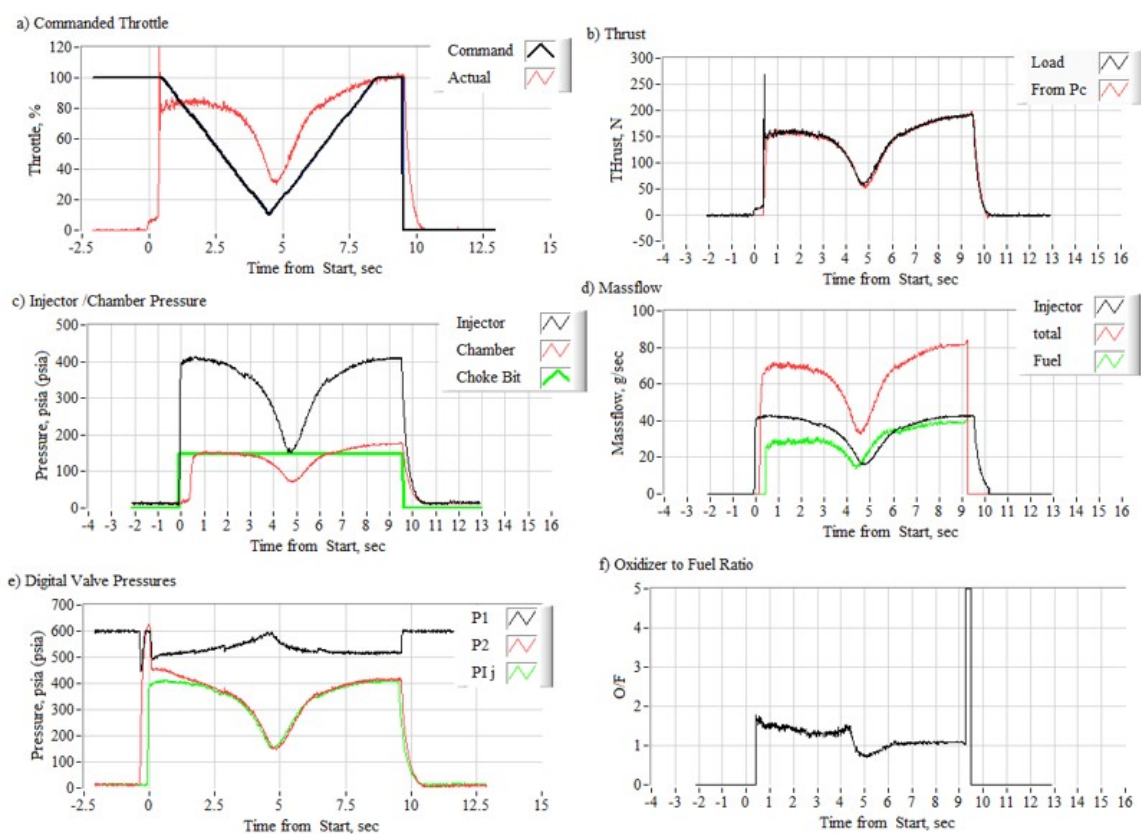 a) Commanded Throttle
Command
Actual
120
100
80
60
40
20
0
Throttle, %
-2.5 0 2.5 5 7.5 10 12.5 15
Time from Start, sec
b) Thrust
Load
From Pc
300
250
200
150
100
50
0
-50
THrust, N
-4 -3 -2 -1 0 1 2 3 4 5 6 7 8 9 10 11 12 13 14 15 16
Time from Start, sec
c) Injector /Chamber Pressure
Injector
Chamber
Choke Bit
500
400
300
200
100
0
Pressure, psia (psia)
-4 -3 -2 -1 0 1 2 3 4 5 6 7 8 9 10 11 12 13 14 15 16
Time from Start, sec
d) Massflow
Injector
total
Fuel
100
80
60
40
20
0
Massflow, g/sec
-4 -3 -2 -1 0 1 2 3 4 5 6 7 8 9 10 11 12 13 14 15 16
Time from Start, sec
e) Digital Valve Pressures
P1
P2
PI j
700
600
500
400
300
200
100
0
Pressure, psia (psia)
-2.5 0 2.5 5 7.5 10 12.5 15
Time from Start, sec
f) Oxidizer to Fuel Ratio
5
4
3
2
1
0
O/F
-4 -3 -2 -1 0 1 2 3 4 5 6 7 8 9 10 11 12 13 14 15 16
Time from Start, sec